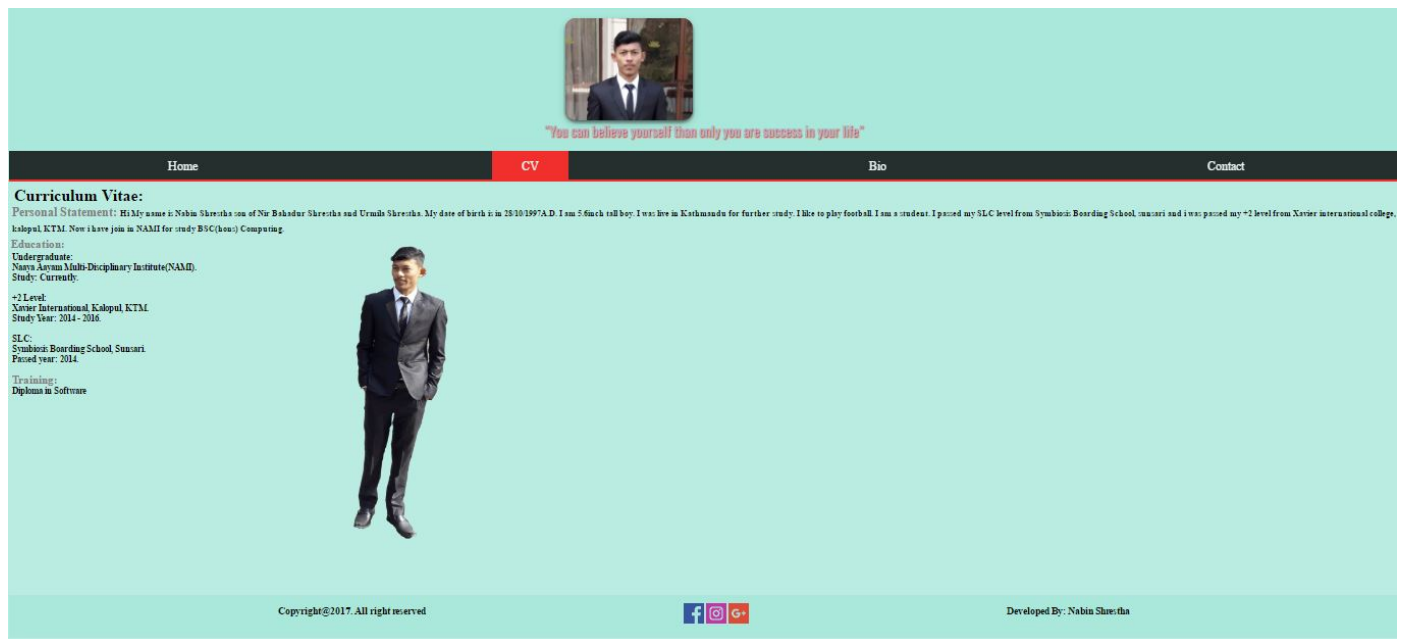 "You can believe yourself than only you are success in your life"
Home CV Bio Contact
Curriculum Vitae:
Personal Statement: Hi My name is Nabin Shrestha son of Nir Bahadur Shrestha and Urmila Shrestha. My date of birth is in 28/10/1997A.D. I am 5.6inch tall boy. I was live in Kathmandu for further study. I like to play football. I am a student. I passed my SLC level from Symbiosis Boarding School, sunsari and i was passed my +2 level from Xavier international college,
kalopul, KTM. Now i have join in NAMI for study BSC(hons) Computing.
Education:
Undergraduate:
Naaya Aayam Multi-Disciplinary Institute(NAMI).
Study: Currently.
+2 Level:
Xavier International, Kalopul, KTM.
Study Year: 2014 - 2016.
SLC:
Symbiosis Boarding School, Sunsari.
Passed year: 2014.
Training:
Diploma in Software
Copyright@2017. All right reserved f G+ Developed By: Nabin Shrestha